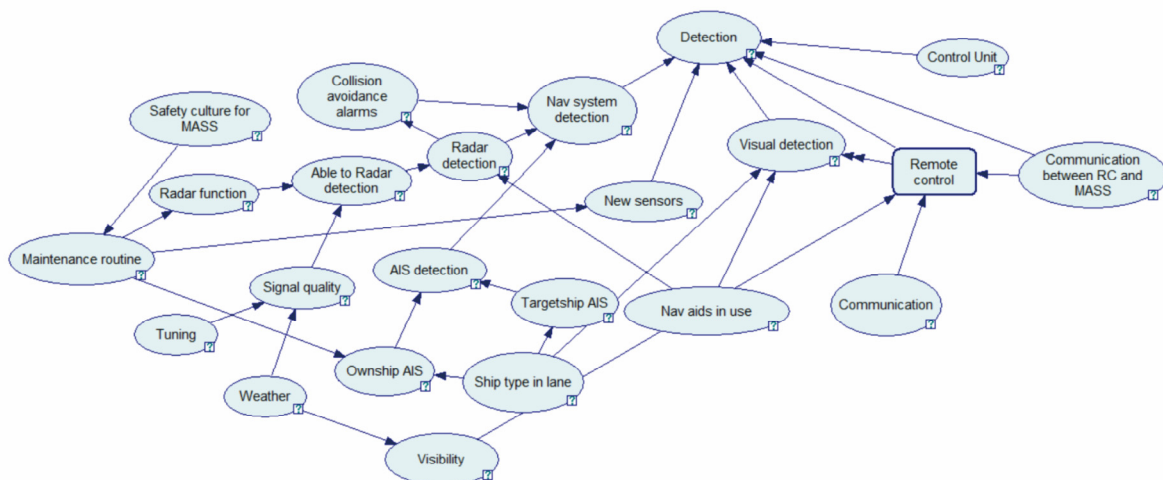 Detection
Control Unit
Collision
avoidance
alarms
Nav system
detection
Safety culture for
MASS
Radar
detection
Visual detection
Remote
control
Communication
between RC and
MASS
Able to Radar
detection
Radar function
New sensors
Maintenance routine
AIS detection
Signal quality
Targetship AIS
Nav aids in use
Communication
Tuning
Ownship AIS
Ship type in lane
Weather
Visibility